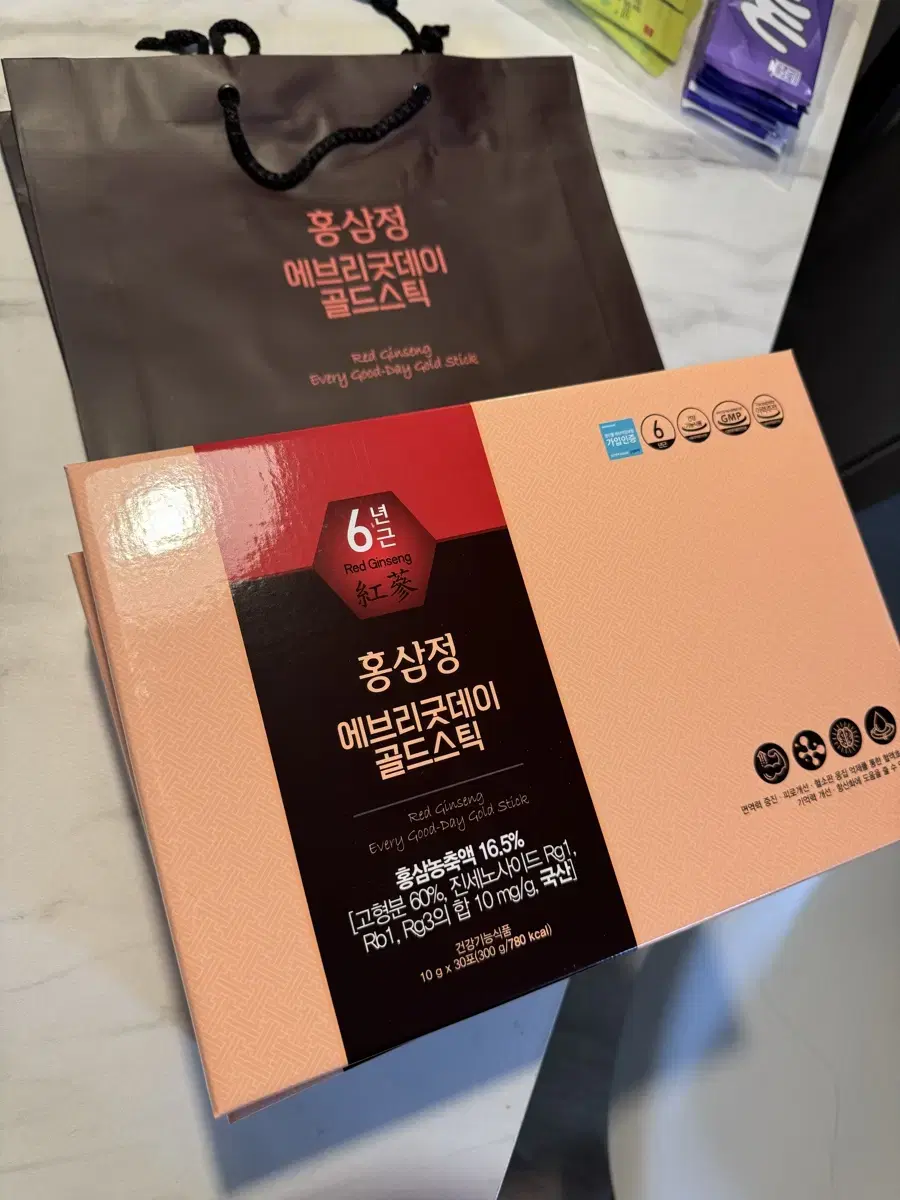 홍삼정
에브리굿데이
골드스틱
Red Ginseng
Every Good-Day Gold Stick
가입인증
6
년근
GMP
6년근
Red Ginseng
紅蔘
홍삼정
에브리굿데이
골드스틱
Red Ginseng
Every Good-Day Gold Stick
홍삼농축액 16.5%
[고형분 60%, 진세노사이드 Rg1,
Rb1, Rg3의 합 10 mg/g, 국산]
건강기능식품
10 g x 30포(300 g/780 kcal)
면역력 증진 · 피로개선 · 혈소판 응집 억제를 통한 혈액흐
기억력 개선 · 항산화에 도움을 줄 수